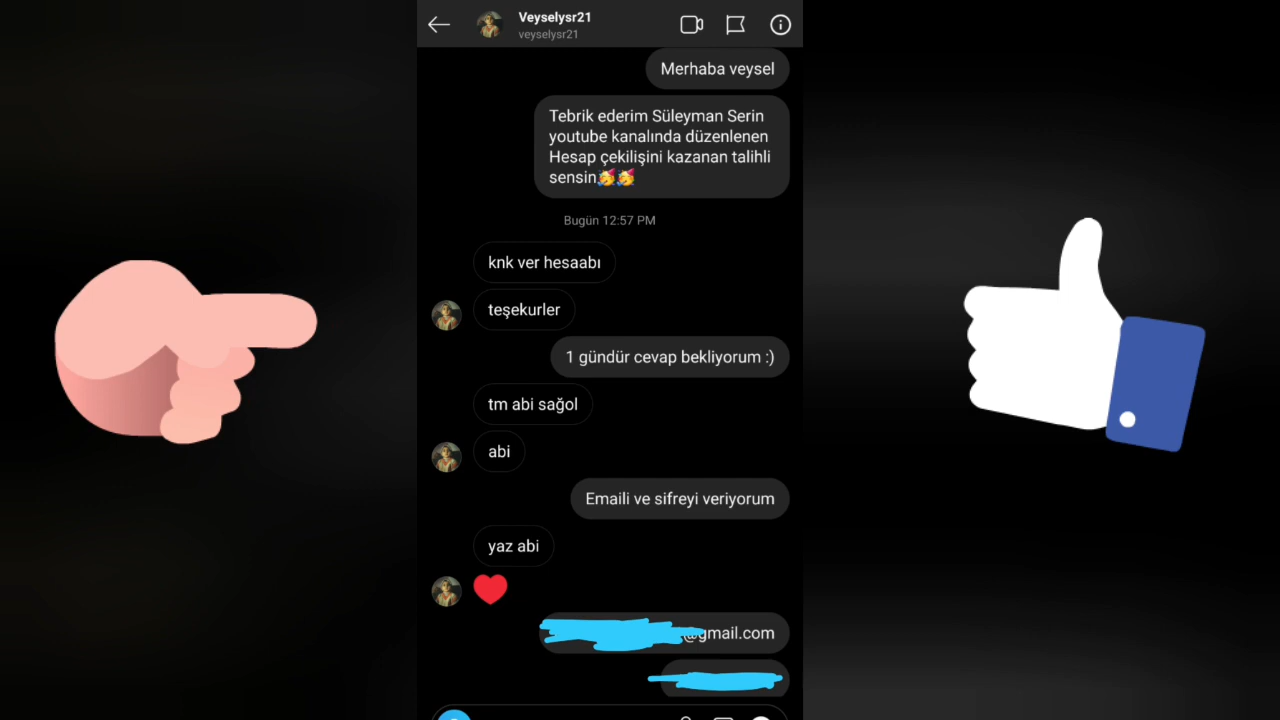 Veyselysr21
veyselysr21
Merhaba veysel
Tebrik ederim Süleyman Serin
youtube kanalında düzenlenen
Hesap çekilişini kazanan talihli
sensin🥳🥳
Bugün 12:57 PM
knk ver hesaabı
teşekurler
1 gündür cevap bekliyorum :)
tm abi sağol
abi
Emaili ve sifreyi veriyorum
yaz abi
@gmail.com